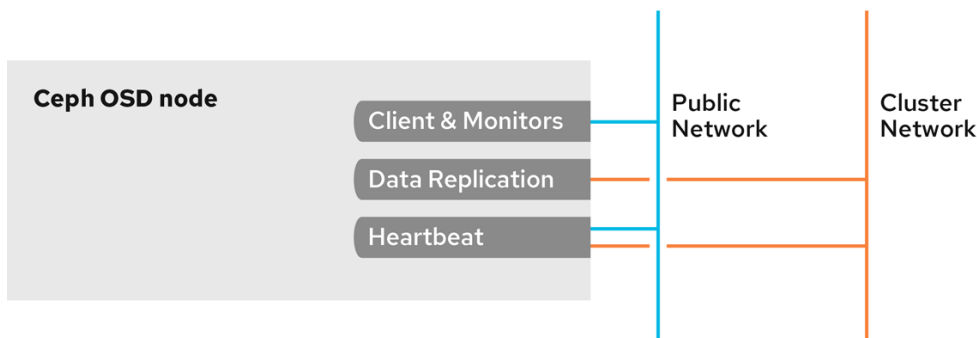 Ceph OSD node
Client & Monitors
Data Replication
Heartbeat
Public
Network
Cluster
Network